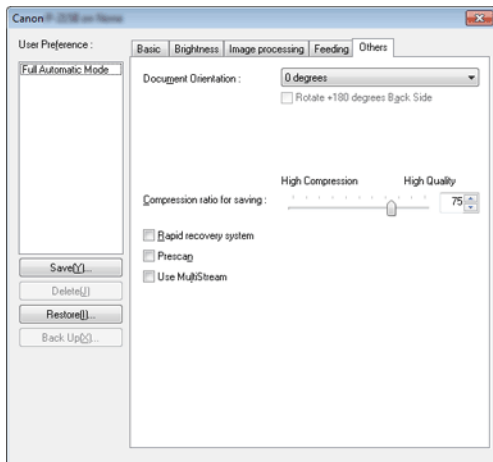 Canon
User Preference :
Full Automatic Mode
Save(Y)...
Delete(J)
Restore(I)...
Back Up(X)...
Basic
Brightness
Image processing
Feeding
Others
Document Orientation :
0 degrees
Rotate +180 degrees Back Side
High Compression
High Quality
Compression ratio for saving :
75
Rapid recovery system
Prescan
Use MultiStream